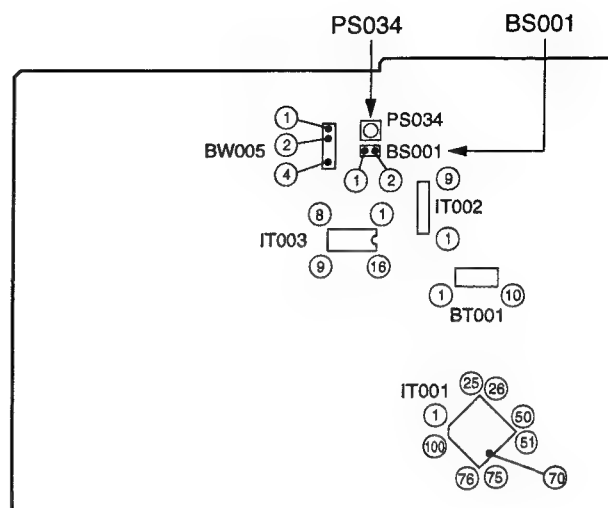 PS034 BS001
1 PS034
2 BW005 BS001
4 1 2 9
IT002
8 1
IT003 1
9 16
1 10
BT001
IT001 25 26
1 50
100 51
76 75 70